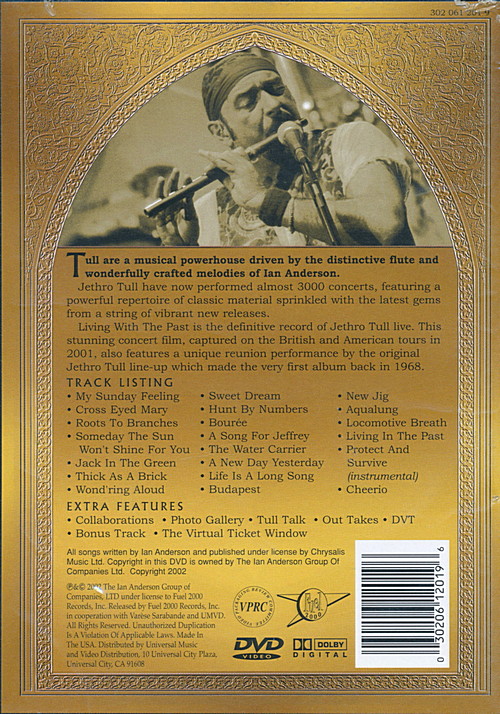 302 061 201 9
Tull are a musical powerhouse driven by the distinctive flute and
wonderfully crafted melodies of Ian Anderson.
Jethro Tull have now performed almost 3000 concerts, featuring a
powerful repertoire of classic material sprinkled with the latest gems
from a string of vibrant new releases.
Living With The Past is the definitive record of Jethro Tull live. This
stunning concert film, captured on the British and American tours in
2001, also features a unique reunion performance by the original
Jethro Tull line-up which made the very first album back in 1968.
TRACK LISTING
• My Sunday Feeling
• Cross Eyed Mary
• Roots To Branches
• Someday The Sun
Won't Shine For You
• Jack In The Green
• Thick As A Brick
• Wond'ring Aloud
• Sweet Dream
• Hunt By Numbers
• Bourée
• A Song For Jeffrey
• The Water Carrier
• A New Day Yesterday
• Life Is A Long Song
• Budapest
• New Jig
• Aqualung
• Locomotive Breath
• Living In The Past
• Protect And
Survive
(instrumental)
• Cheerio
EXTRA FEATURES
• Collaborations • Photo Gallery • Tull Talk • Out Takes • DVT
• Bonus Track • The Virtual Ticket Window
All songs written by Ian Anderson and published under license by Chrysalis
Music Ltd. Copyright in this DVD is owned by The Ian Anderson Group Of
Companies Ltd. Copyright 2002
℗&© 2002 The Ian Anderson Group of
Companies, LTD under license to Fuel 2000
Records, Inc. Released by Fuel 2000 Records, Inc.
in cooperation with Varèse Sarabande and UMVD.
All Rights Reserved. Unauthorized Duplication
Is A Violation Of Applicable Laws. Made In
The USA. Distributed by Universal Music
and Video Distribution, 10 Universal City Plaza,
Universal City, CA 91608
VPRC
Fuel
2000
DVD
VIDEO
DOLBY
DIGITAL
0 30206 12019 6